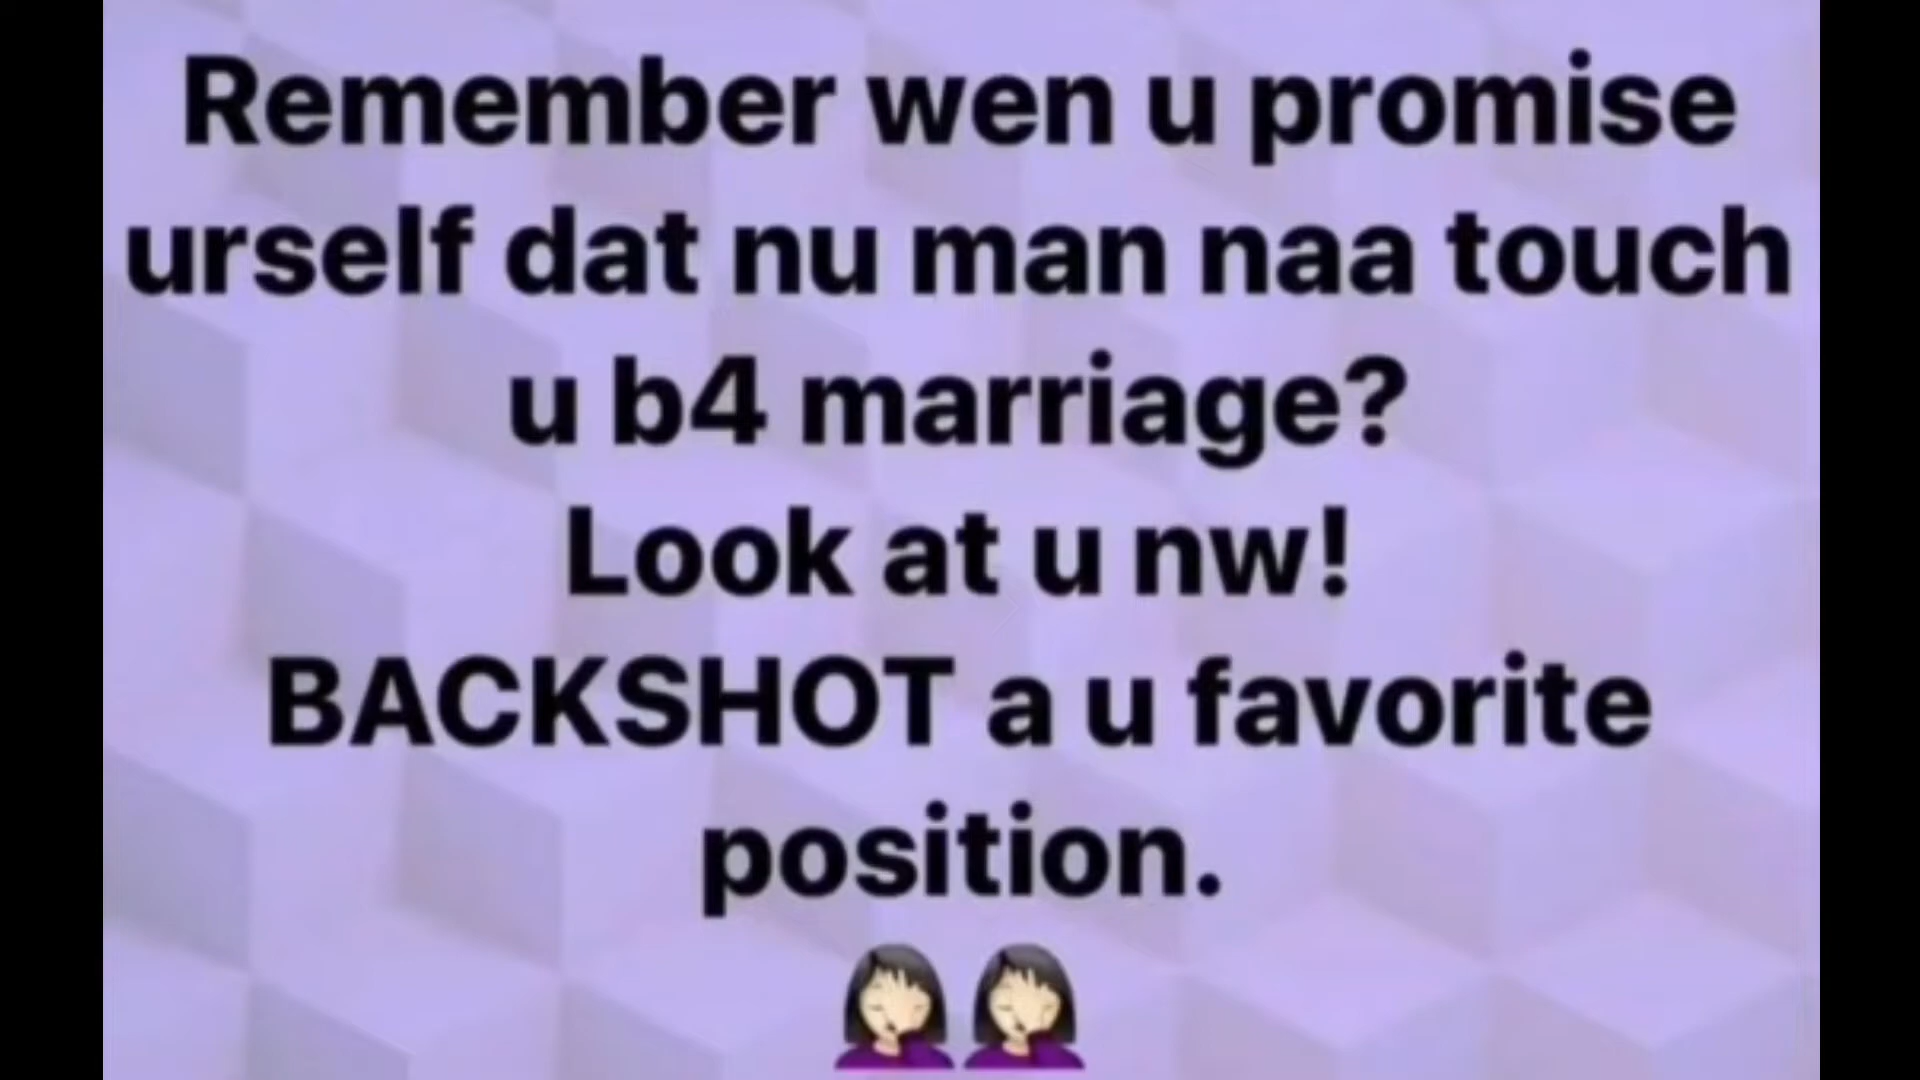 Remember wen u promise
urself dat nu man naa touch
u b4 marriage?
Look at u nw!
BACKSHOT a u favorite
position.
🤦🏻‍♀️🤦🏻‍♀️